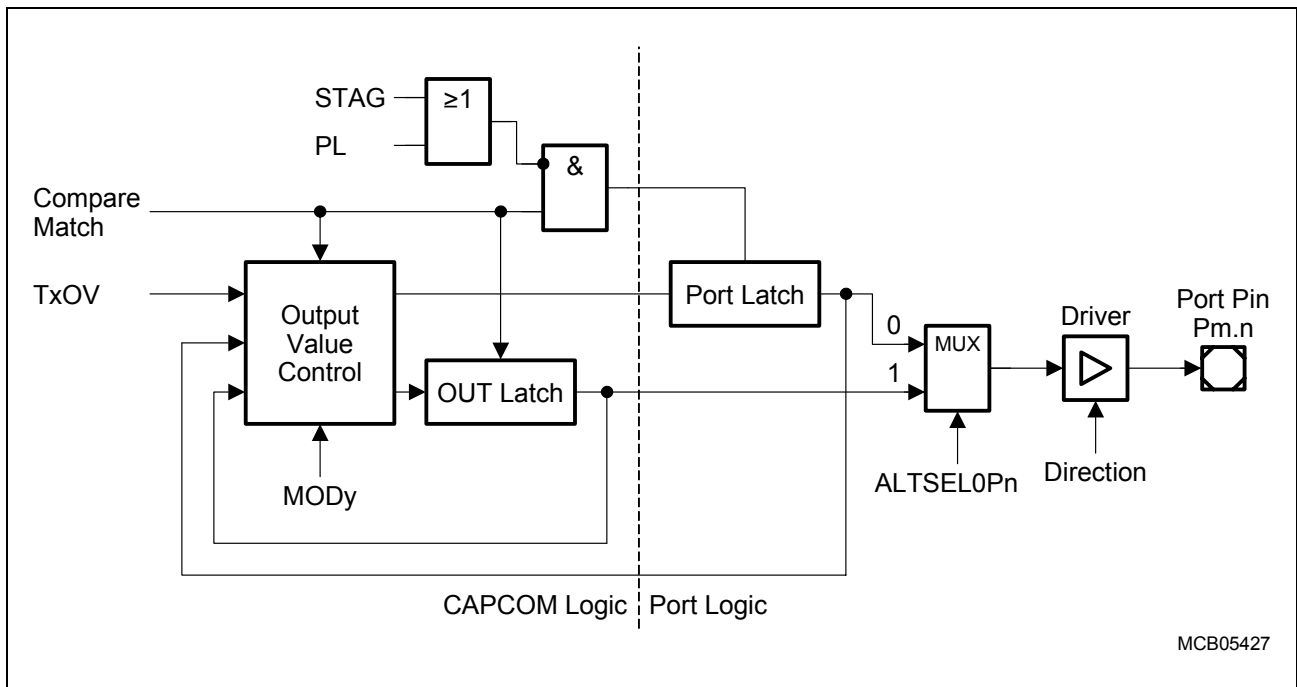 STAG
≥1
PL
&
Compare
Match
TxOV
Output
Value
Control
OUT Latch
MODy
Port Latch
0
1
MUX
ALTSEL0Pn
Driver
Direction
Port Pin
Pm.n
CAPCOM Logic
Port Logic
MCB05427